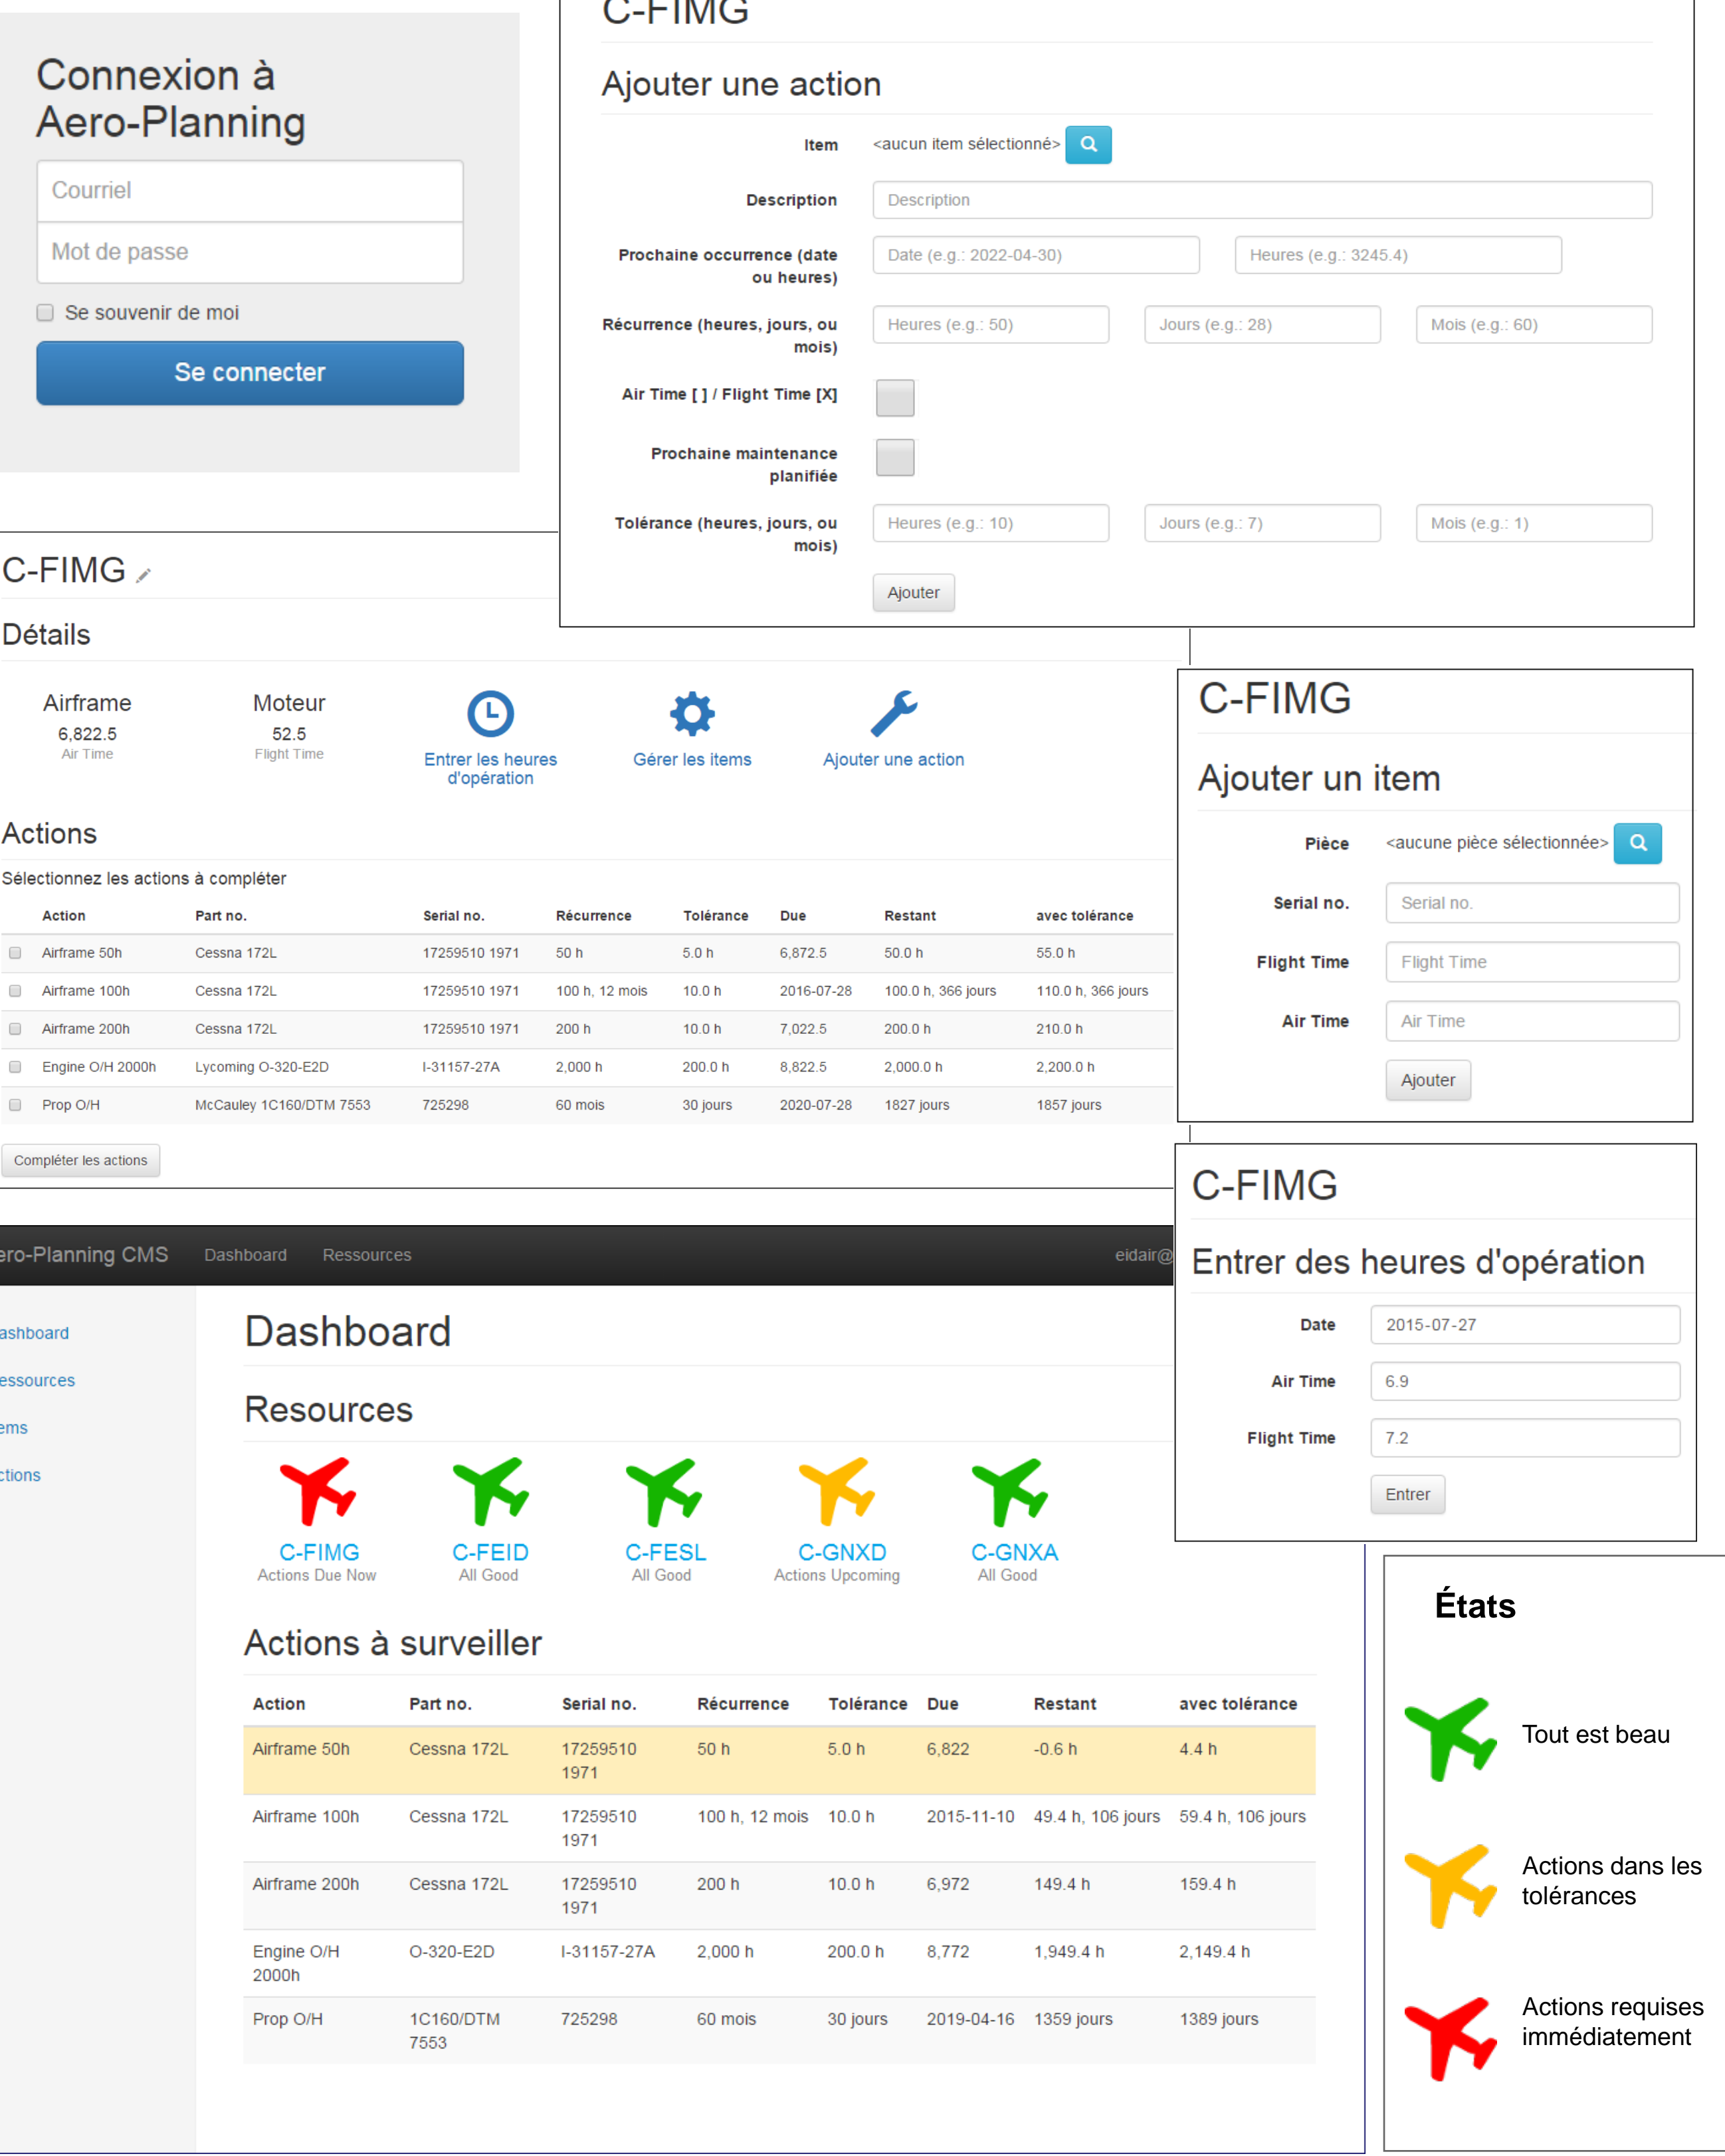 Connexion à
Aero-Planning
Courriel
Mot de passe
Se souvenir de moi
Se connecter
C-FIMG
Ajouter une action
Item <aucun item sélectionné>
Description Description
Prochaine occurrence (date
ou heures)
Date (e.g.: 2022-04-30) Heures (e.g.: 3245.4)
Récurrence (heures, jours, ou
mois)
Heures (e.g.: 50) Jours (e.g.: 28) Mois (e.g.: 60)
Air Time [ ] / Flight Time [X]
Prochaine maintenance
planifiée
Tolérance (heures, jours, ou
mois)
Heures (e.g.: 10) Jours (e.g.: 7) Mois (e.g.: 1)
Ajouter
C-FIMG
Détails
Airframe
6,822.5
Air Time
Moteur
52.5
Flight Time
Entrer les heures
d'opération
Gérer les items
Ajouter une action
Actions
Sélectionnez les actions à compléter
Action Part no. Serial no. Récurrence Tolérance Due Restant avec tolérance
Airframe 50h Cessna 172L 17259510 1971 50 h 5.0 h 6,872.5 50.0 h 55.0 h
Airframe 100h Cessna 172L 17259510 1971 100 h, 12 mois 10.0 h 2016-07-28 100.0 h, 366 jours 110.0 h, 366 jours
Airframe 200h Cessna 172L 17259510 1971 200 h 10.0 h 7,022.5 200.0 h 210.0 h
Engine O/H 2000h Lycoming O-320-E2D I-31157-27A 2,000 h 200.0 h 8,822.5 2,000.0 h 2,200.0 h
Prop O/H McCauley 1C160/DTM 7553 725298 60 mois 30 jours 2020-07-28 1827 jours 1857 jours
Compléter les actions
C-FIMG
Ajouter un item
Pièce <aucune pièce sélectionnée>
Serial no. Serial no.
Flight Time Flight Time
Air Time Air Time
Ajouter
C-FIMG
Entrer des heures d'opération
Date 2015-07-27
Air Time 6.9
Flight Time 7.2
Entrer
ero-Planning CMS Dashboard Ressources eidair@
ashboard
essources
ems
ctions
Dashboard
Resources
C-FIMG
Actions Due Now
C-FEID
All Good
C-FESL
All Good
C-GNXD
Actions Upcoming
C-GNXA
All Good
Actions à surveiller
Action Part no. Serial no. Récurrence Tolérance Due Restant avec tolérance
Airframe 50h Cessna 172L 17259510 50 h 5.0 h 6,822 -0.6 h 4.4 h
1971
Airframe 100h Cessna 172L 17259510 100 h, 12 mois 10.0 h 2015-11-10 49.4 h, 106 jours 59.4 h, 106 jours
1971
Airframe 200h Cessna 172L 17259510 200 h 10.0 h 6,972 149.4 h 159.4 h
1971
Engine O/H O-320-E2D I-31157-27A 2,000 h 200.0 h 8,772 1,949.4 h 2,149.4 h
2000h
Prop O/H 1C160/DTM 725298 60 mois 30 jours 2019-04-16 1359 jours 1389 jours
7553
États
Tout est beau
Actions dans les
tolérances
Actions requises
immédiatement